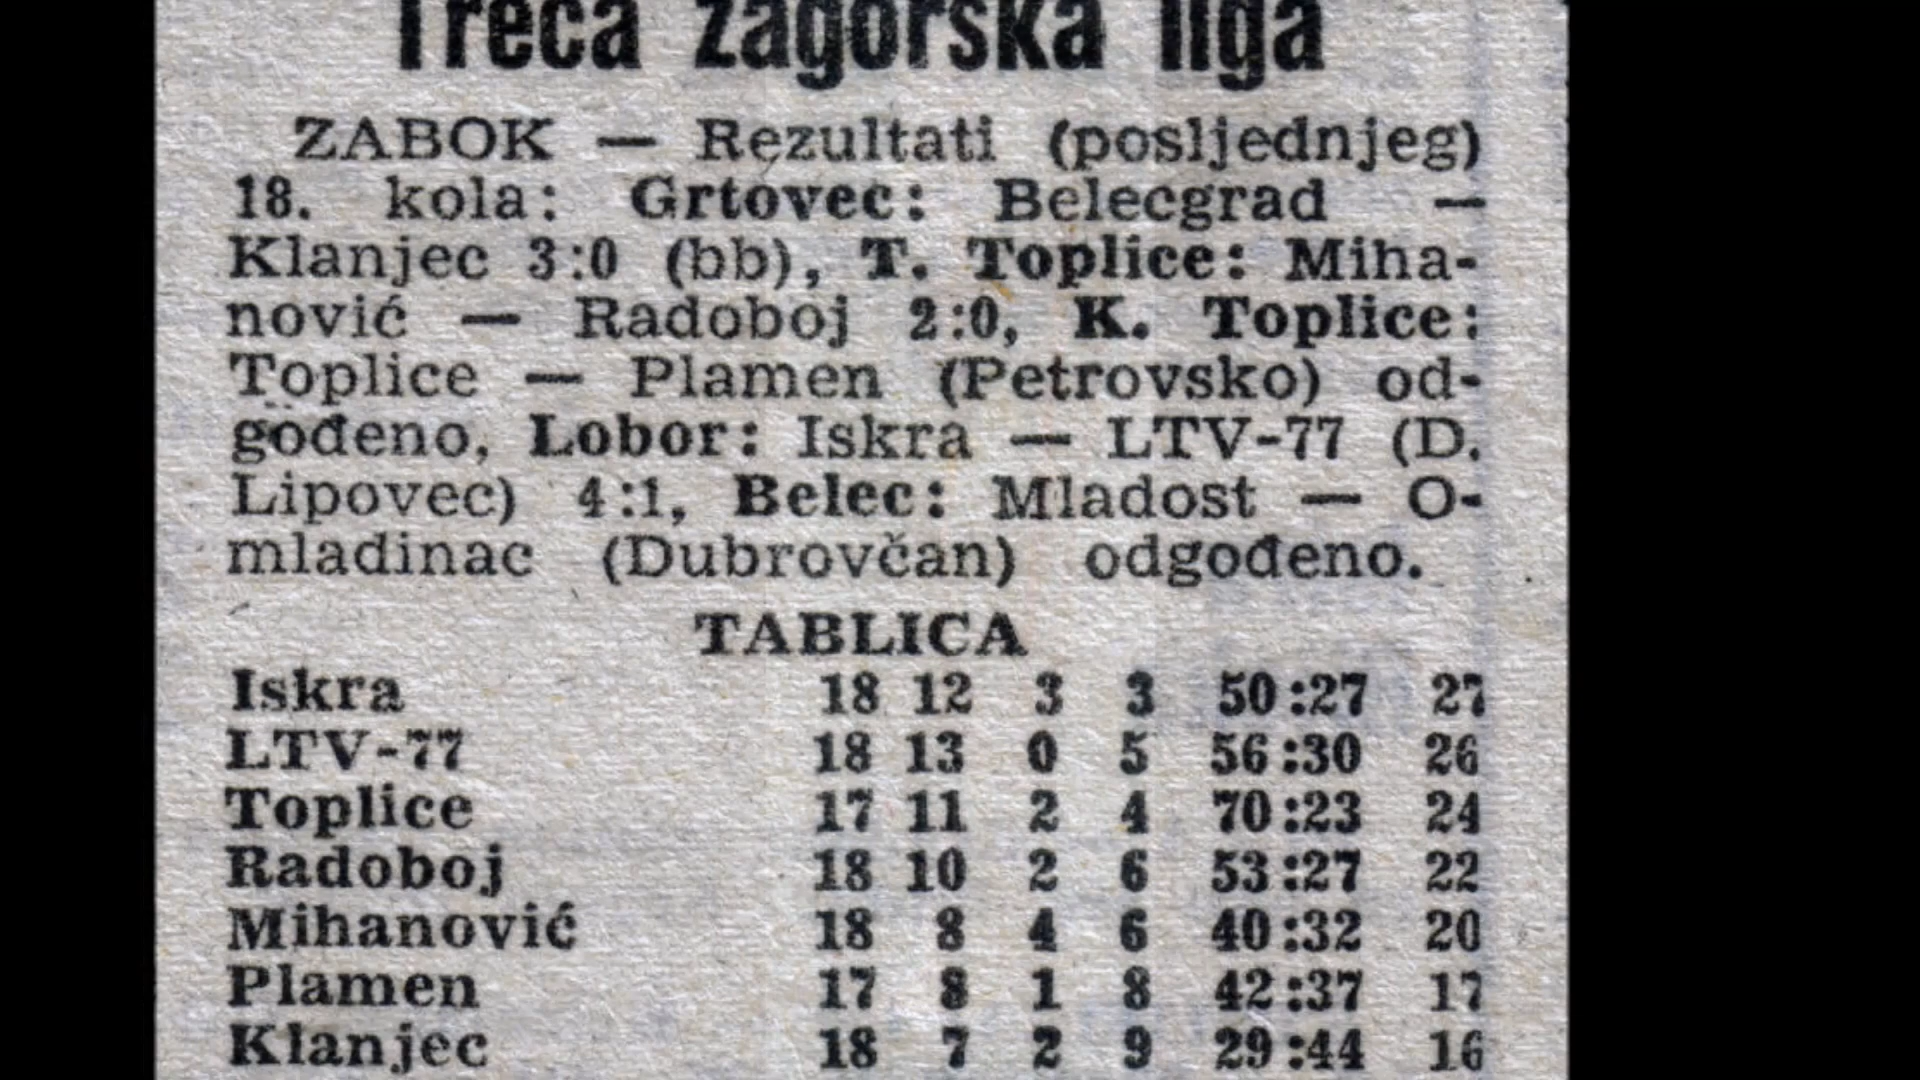 Treća zagorska liga
ZABOK — Rezultati (posljednjeg)
18. kola: Grtovec: Belecgrad —
Klanjec 3:0 (bb), T. Toplice: Miha-
nović — Radoboj 2:0, K. Toplice:
Toplice — Plamen (Petrovsko) od-
gođeno, Lobor: Iskra — LTV-77 (D.
Lipovec) 4:1, Belec: Mladost — O-
mladinac (Dubrovčan) odgođeno.
TABLICA
Iskra 18 12 3 3 50:27 27
LTV-77 18 13 0 5 56:30 26
Toplice 17 11 2 4 70:23 24
Radoboj 18 10 2 6 53:27 22
Mihanović 18 8 4 6 40:32 20
Plamen 17 8 1 8 42:37 17
Klanjec 18 7 2 9 29:44 16